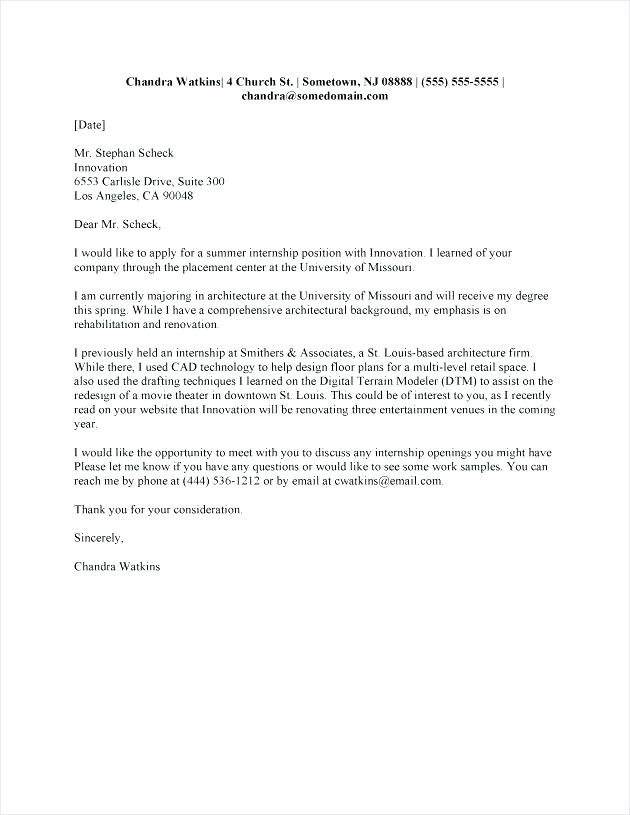 Chandra Watkins| 4 Church St. | Sometown, NJ 08888 | (555) 555-5555 |
chandra@somedomain.com
[Date]
Mr. Stephan Scheck
Innovation
6553 Carlisle Drive, Suite 300
Los Angeles, CA 90048
Dear Mr. Scheck,
I would like to apply for a summer internship position with Innovation. I learned of your
company through the placement center at the University of Missouri.
I am currently majoring in architecture at the University of Missouri and will receive my degree
this spring. While I have a comprehensive architectural background, my emphasis is on
rehabilitation and renovation.
I previously held an internship at Smithers & Associates, a St. Louis-based architecture firm.
While there, I used CAD technology to help design floor plans for a multi-level retail space. I
also used the drafting techniques I learned on the Digital Terrain Modeler (DTM) to assist on the
redesign of a movie theater in downtown St. Louis. This could be of interest to you, as I recently
read on your website that Innovation will be renovating three entertainment venues in the coming
year.
I would like the opportunity to meet with you to discuss any internship openings you might have
Please let me know if you have any questions or would like to see some work samples. You can
reach me by phone at (444) 536-1212 or by email at cwatkins@email.com.
Thank you for your consideration.
Sincerely,
Chandra Watkins